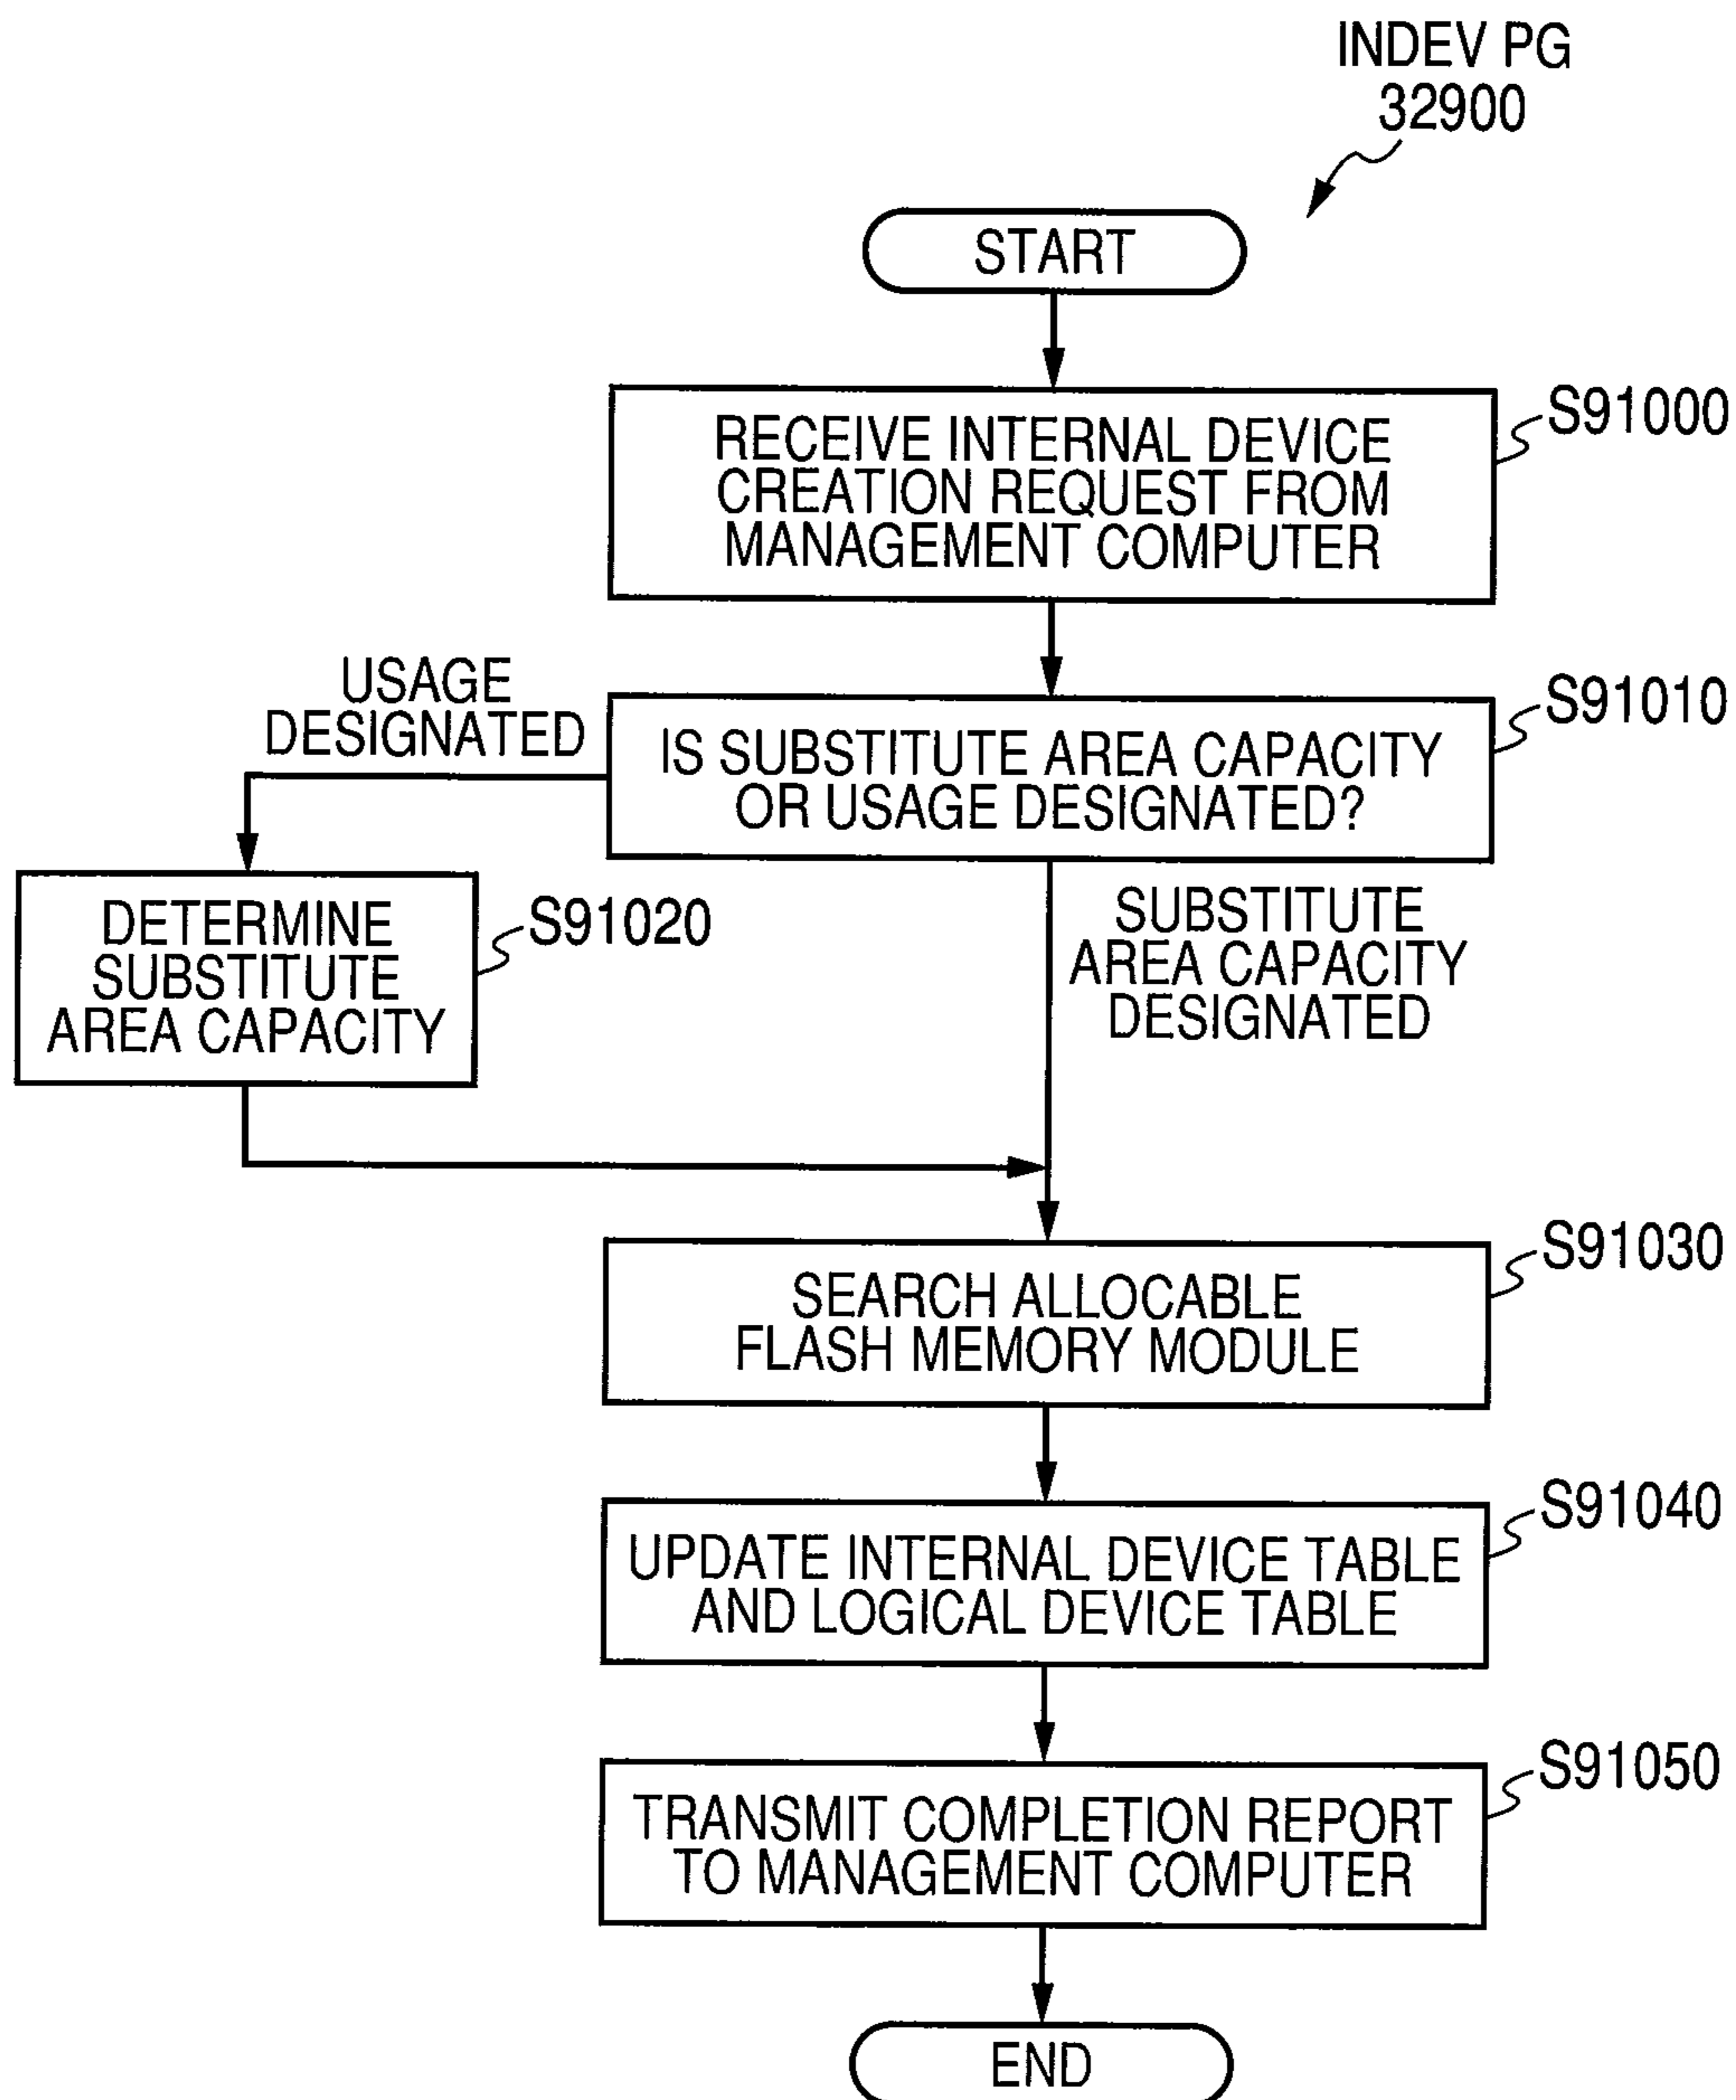 INDEV PG
32900
START
RECEIVE INTERNAL DEVICE
CREATION REQUEST FROM
MANAGEMENT COMPUTER
S91000
USAGE
DESIGNATED
IS SUBSTITUTE AREA CAPACITY
OR USAGE DESIGNATED?
S91010
DETERMINE
SUBSTITUTE
AREA CAPACITY
S91020
SUBSTITUTE
AREA CAPACITY
DESIGNATED
SEARCH ALLOCABLE
FLASH MEMORY MODULE
S91030
UPDATE INTERNAL DEVICE TABLE
AND LOGICAL DEVICE TABLE
S91040
TRANSMIT COMPLETION REPORT
TO MANAGEMENT COMPUTER
S91050
END